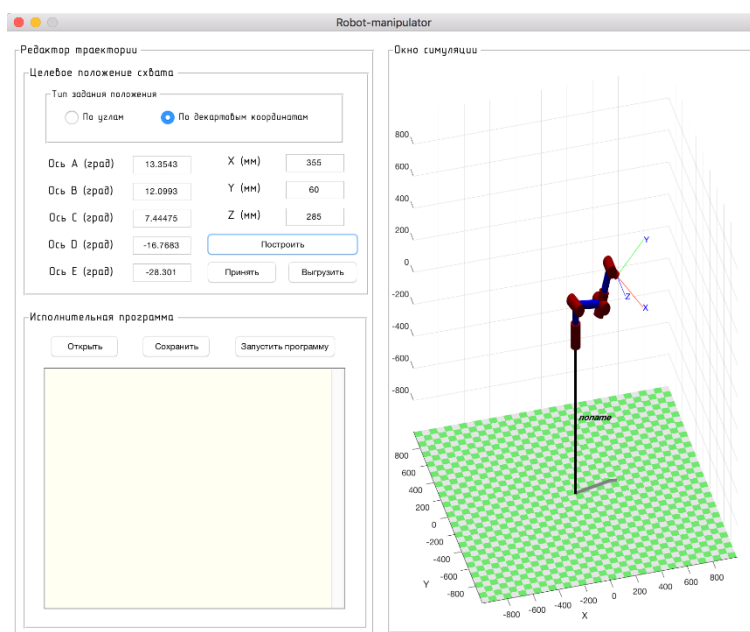 Robot-manipulator
Редактор траектории
Целевое положение схвата
Тип задания положения
По углам
По декартовым координатам
Ось A (град) 13.3543 X (мм) 355
Ось B (град) 12.0993 Y (мм) 60
Ось C (град) 7.44475 Z (мм) 285
Ось D (град) -16.7683 Построить
Ось E (град) -28.301 Принять Выгрузить
Исполнительная программа
Открыть Сохранить Запустить программу
Окно симуляции
800
600
400
200
0
-200
-400
-600
-800
Y
Z
X
noname
800
600
400
200
0
-200
-400
-600
-800
Y
-800 -600 -400 -200 0 200 400 600 800
X